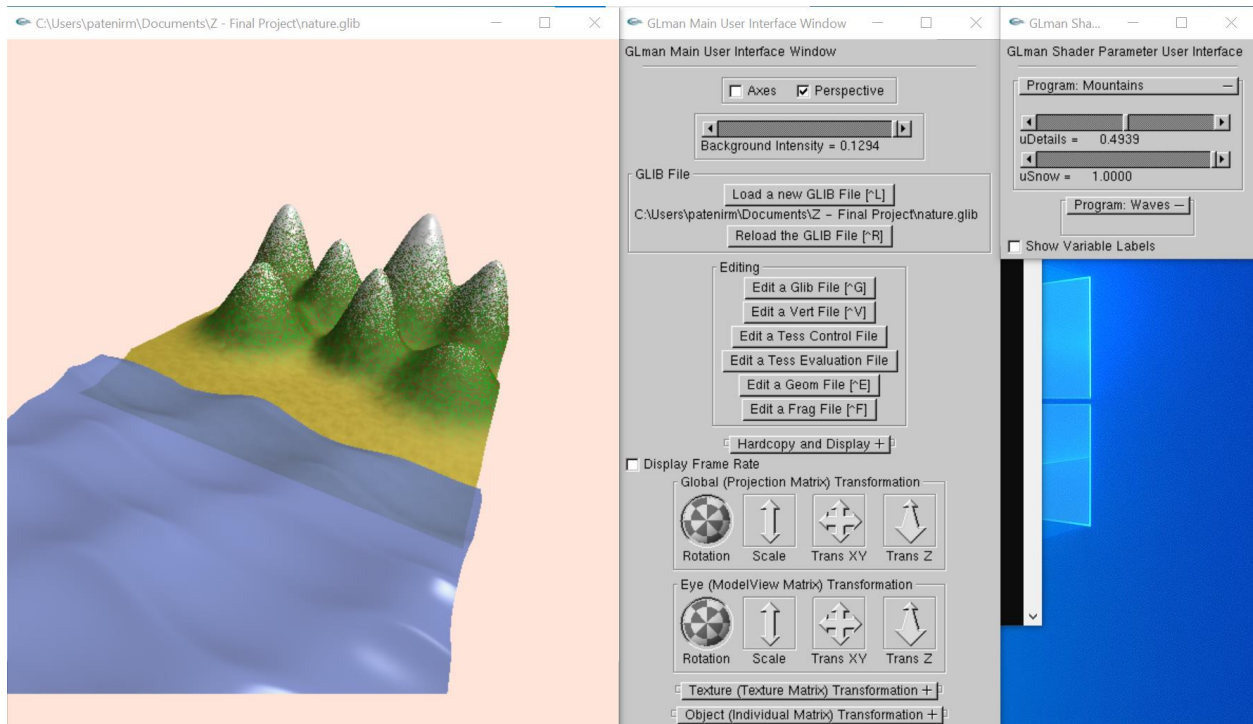 C:\Users\patenirm\Documents\Z - Final Project\nature.glib
GLman Main User Interface Window
GLman Main User Interface Window
Axes
Perspective
Background Intensity = 0.1294
GLIB File
Load a new GLIB File [^L]
C:\Users\patenirm\Documents\Z - Final Project\nature.glib
Reload the GLIB File [^R]
Editing
Edit a Glib File [^G]
Edit a Vert File [^V]
Edit a Tess Control File
Edit a Tess Evaluation File
Edit a Geom File [^E]
Edit a Frag File [^F]
Hardcopy and Display +
Display Frame Rate
Global (Projection Matrix) Transformation
Rotation Scale Trans XY Trans Z
Eye (ModelView Matrix) Transformation
Rotation Scale Trans XY Trans Z
Texture (Texture Matrix) Transformation +
Object (Individual Matrix) Transformation +
GLman Sha...
GLman Shader Parameter User Interface
Program: Mountains
uDetails = 0.4939
uSnow = 1.0000
Program: Waves
Show Variable Labels